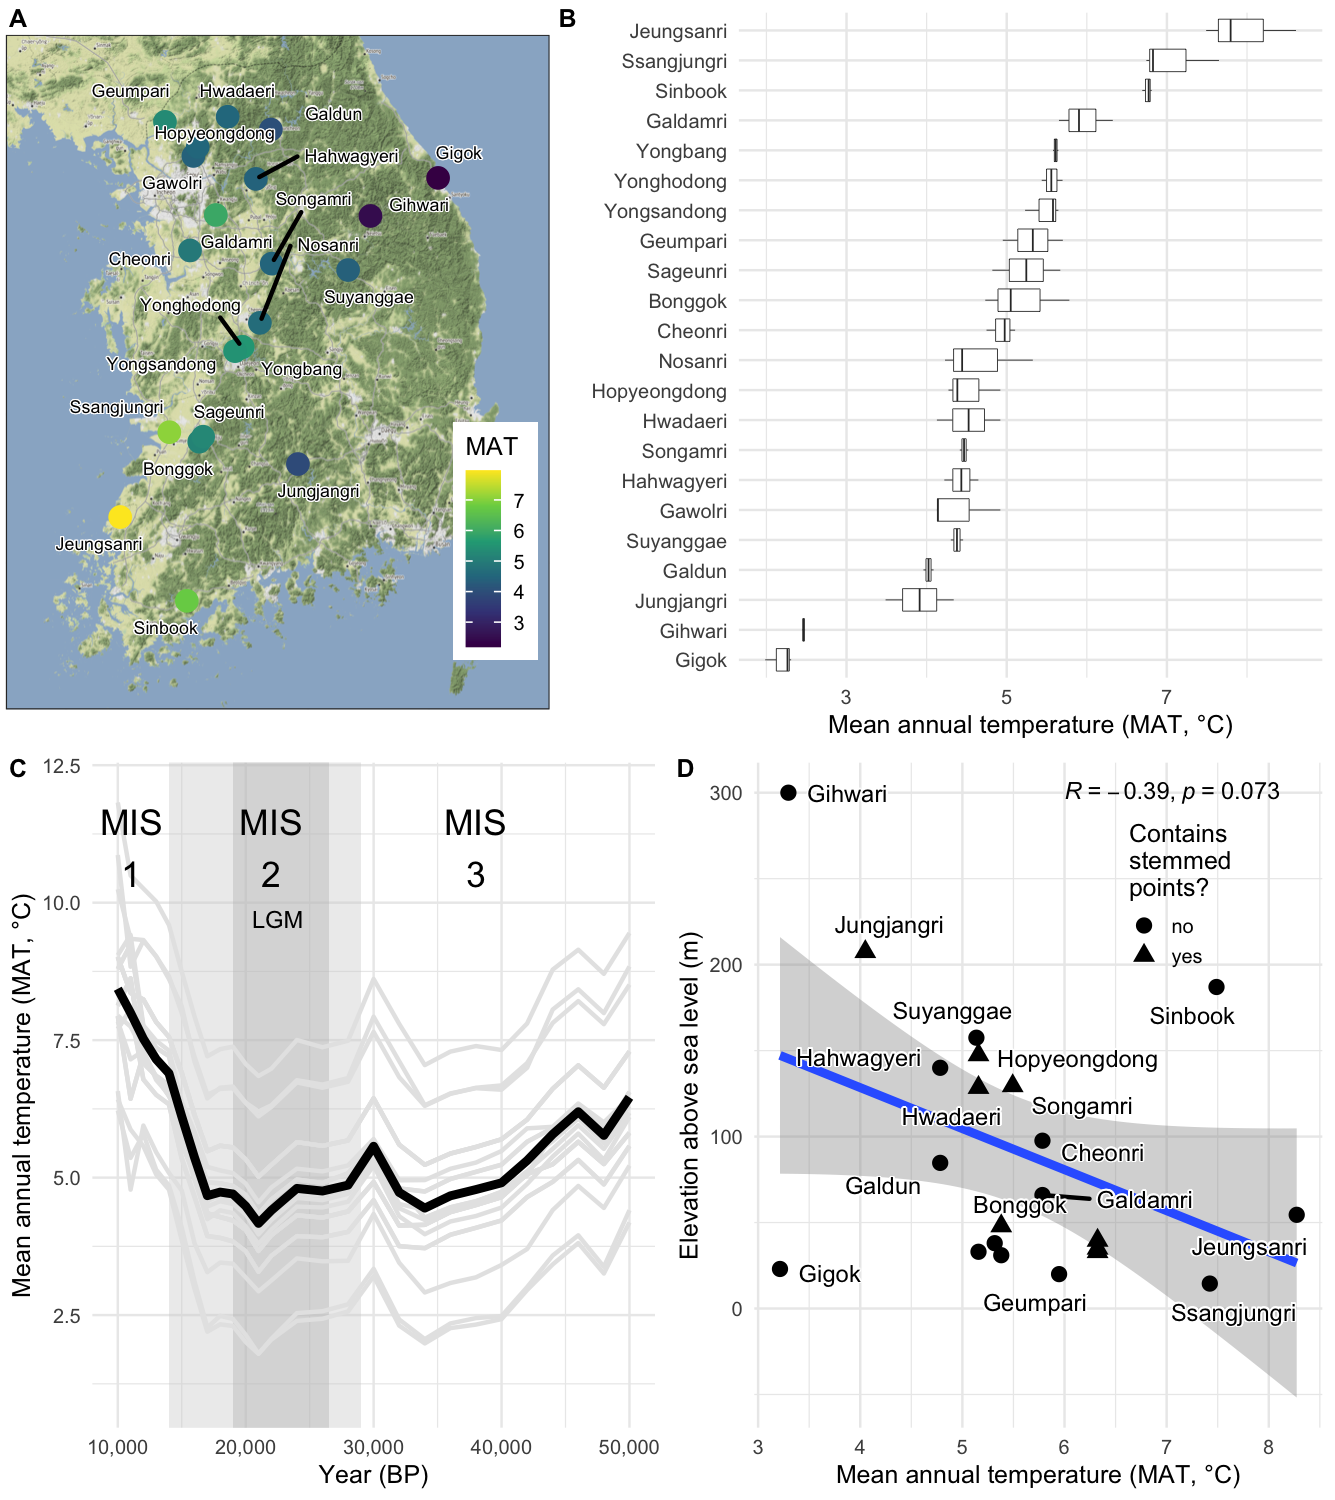 A
Geumpari
Hwadaeri
Galdun
Hopyeongdong
Hahwagyeri
Gigok
Gawolri
Songamri
Gihwari
Galdamri
Nosanri
Cheonri
Suyanggae
Yonghodong
Yongsandong
Yongbang
Ssangjungri
Sageunri
Bonggok
Jungjangri
Jeungsanri
Sinbook
MAT
7
6
5
4
3
B
Jeungsanri
Ssangjungri
Sinbook
Galdamri
Yongbang
Yonghodong
Yongsandong
Geumpari
Sageunri
Bonggok
Cheonri
Nosanri
Hopyeongdong
Hwadaeri
Songamri
Hahwagyeri
Gawolri
Suyanggae
Galdun
Jungjangri
Gihwari
Gigok
3 5 7
Mean annual temperature (MAT, °C)
C
12.5
10.0
7.5
5.0
2.5
Mean annual temperature (MAT, °C)
MIS
1
MIS
2
LGM
MIS
3
10,000 20,000 30,000 40,000 50,000
Year (BP)
D
300
200
100
0
Elevation above sea level (m)
Gihwari
R = −0.39, p = 0.073
Contains
stemmed
points?
no
yes
Jungjangri
Sinbook
Suyanggae
Hahwagyeri
Hopyeongdong
Hwadaeri
Songamri
Cheonri
Galdun
Bonggok
Galdamri
Jeungsanri
Gigok
Geumpari
Ssangjungri
3 4 5 6 7 8
Mean annual temperature (MAT, °C)